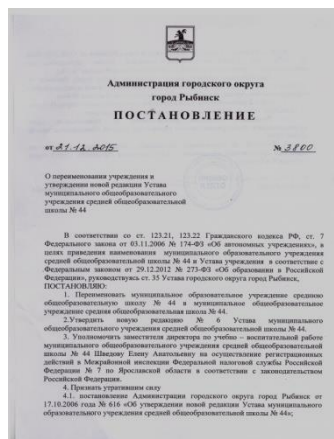 Администрация городского округа
город Рыбинск
ПОСТАНОВЛЕНИЕ
от 21.12.2015 № 3800
О переименовании учреждения и
утверждении новой редакции Устава
муниципального общеобразовательного
учреждения средней общеобразовательной
школы № 44
В соответствии со ст. 123.21, 123.22 Гражданского кодекса РФ, ст. 7
Федерального закона от 03.11.2006 № 174-ФЗ «Об автономных учреждениях», в
целях приведения наименования муниципального образовательного учреждения
средней общеобразовательной школы № 44 и Устава учреждения в соответствие с
Федеральным законом от 29.12.2012 № 273-ФЗ «Об образовании в Российской
Федерации», руководствуясь ст. 35 Устава городского округа город Рыбинск,
ПОСТАНОВЛЯЮ:
1. Переименовать муниципальное образовательное учреждение среднюю
общеобразовательную школу № 44 в муниципальное общеобразовательное
учреждение среднюю общеобразовательную школу № 44.
2.Утвердить новую редакцию № 6 Устава муниципального
общеобразовательного учреждения средней общеобразовательной школы № 44.
3. Уполномочить заместителя директора по учебно – воспитательной работе
муниципального общеобразовательного учреждения средней общеобразовательной
школы № 44 Шведову Елену Анатольевну на осуществление регистрационных
действий в Межрайонной инспекции Федеральной налоговой службы Российской
Федерации № 7 по Ярославской области в соответствии с законодательством
Российской Федерации.
4. Признать утратившим силу
4.1. постановление Администрации городского округа город Рыбинск от
17.10.2006 года № 616 «Об утверждении новой редакции Устава муниципального
образовательного учреждения средней общеобразовательной школы № 44»;